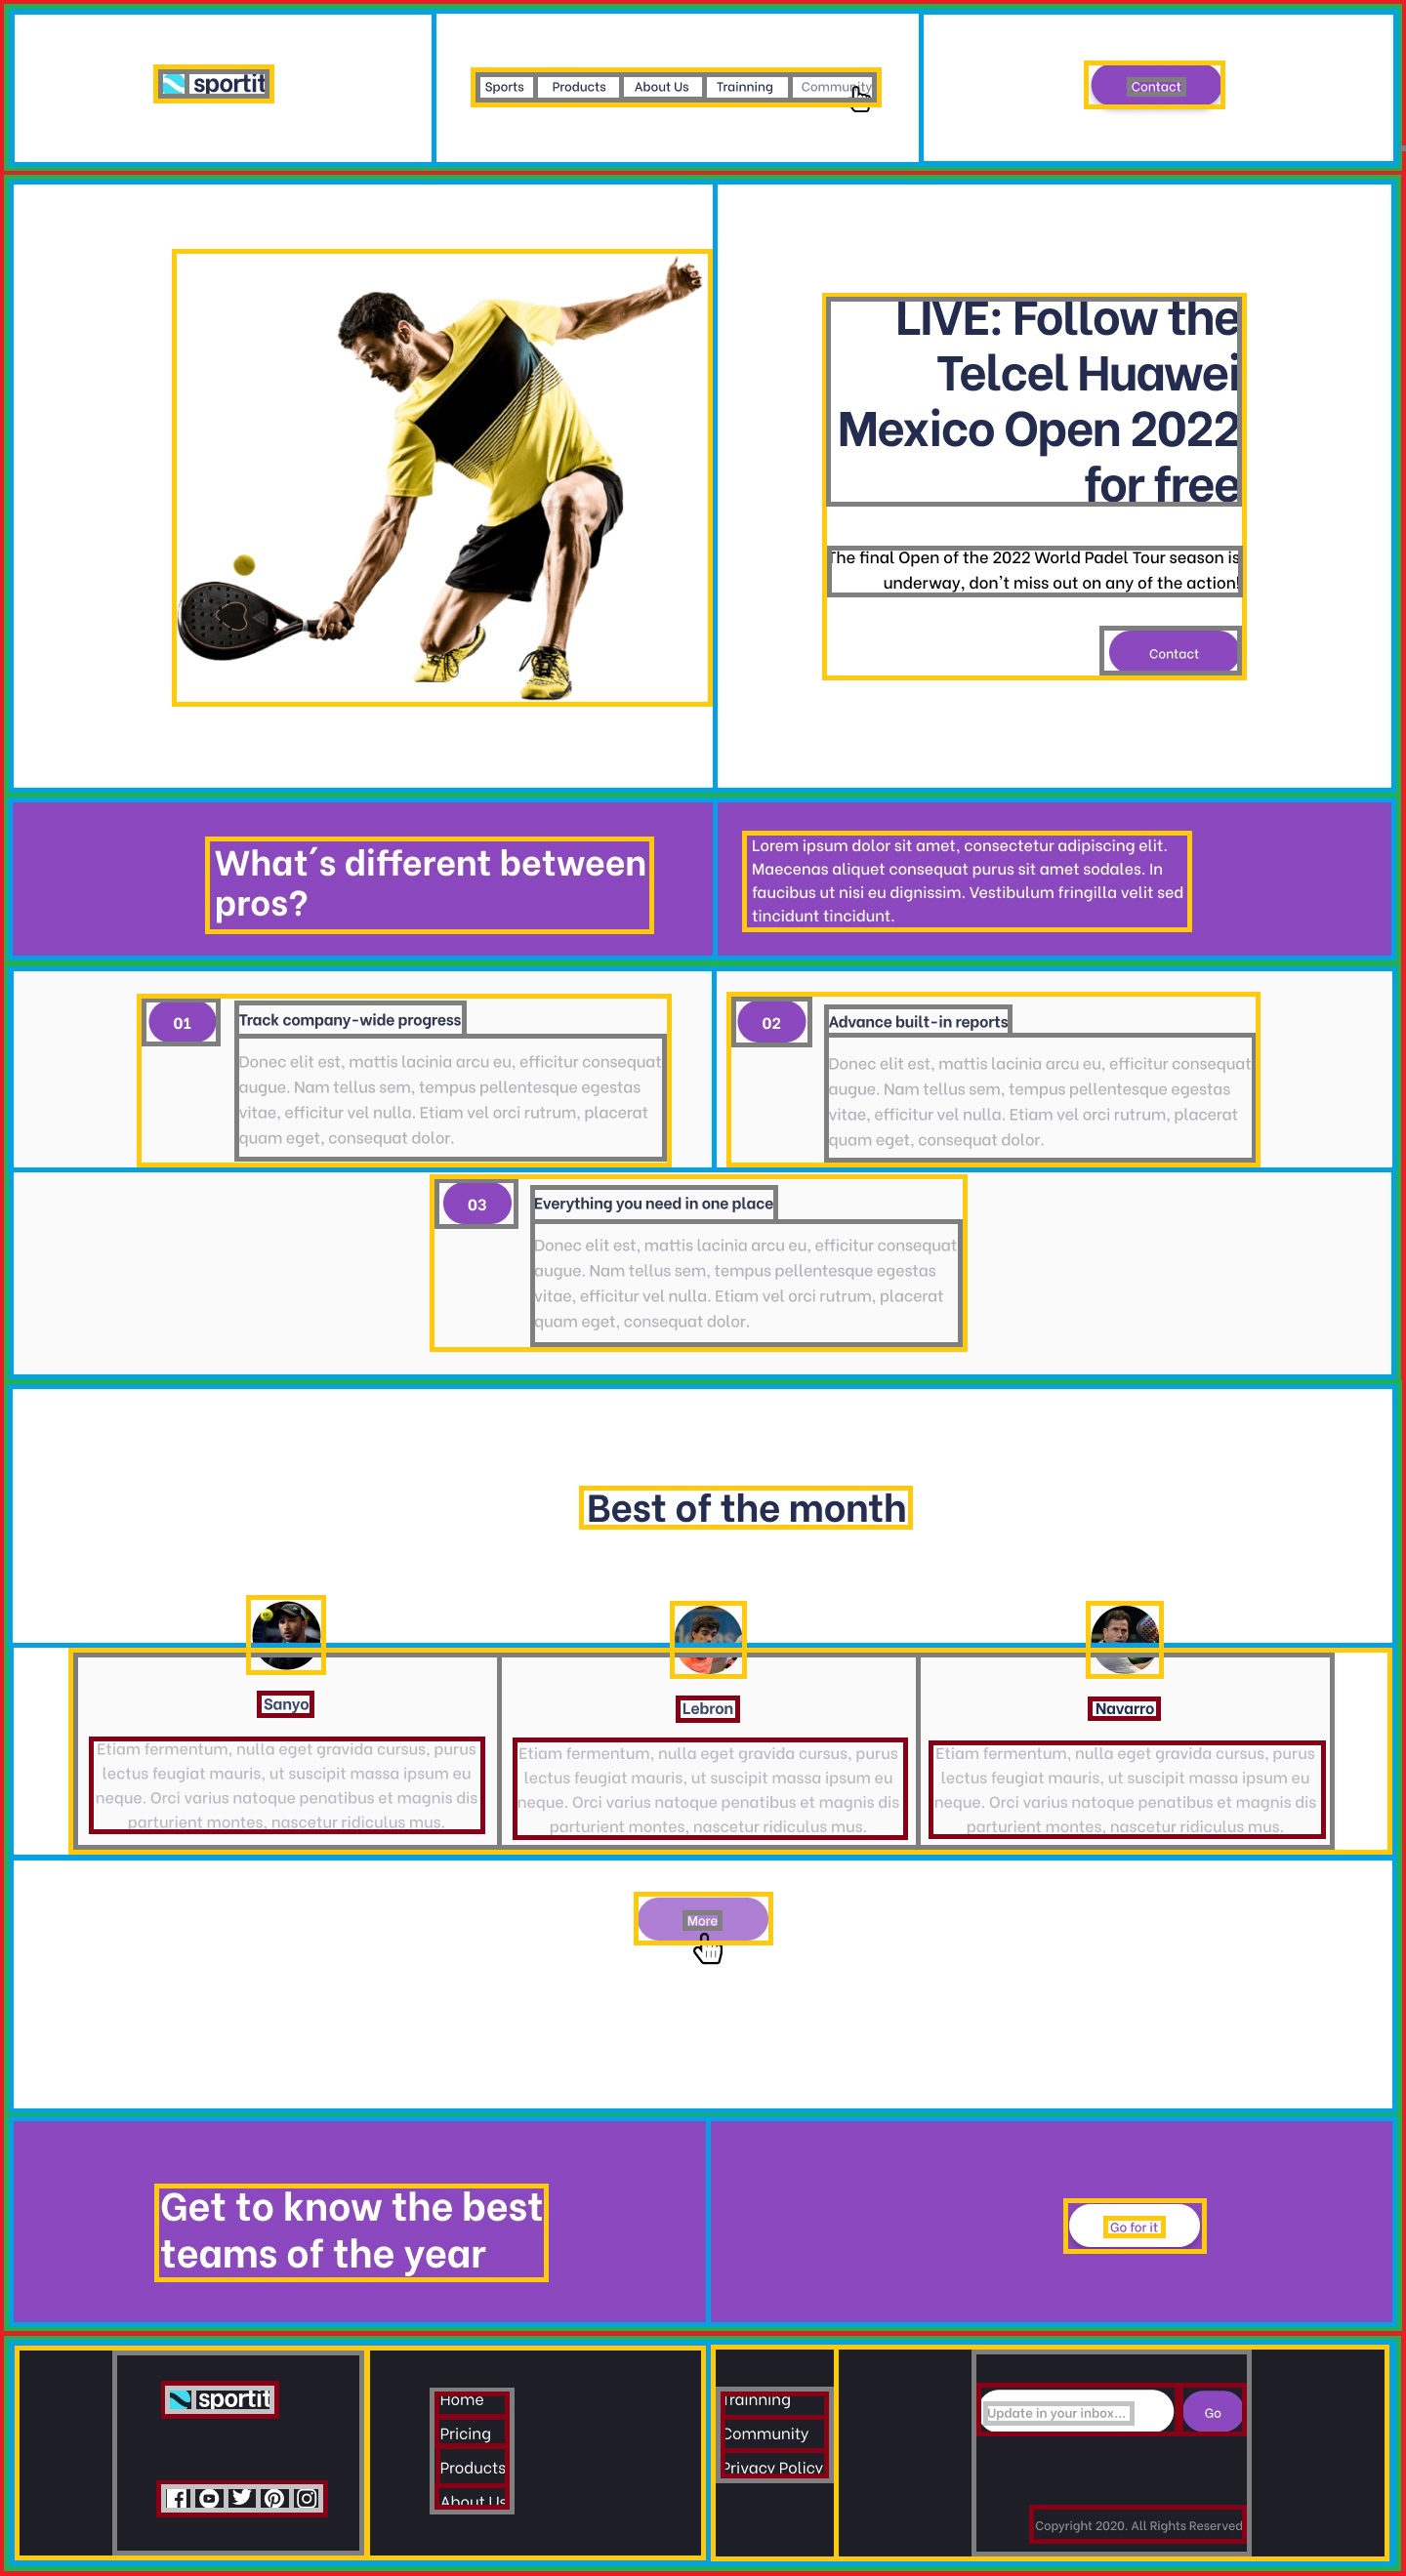 sportit
Sports
Products
About Us
Trainning
Community
Contact
LIVE: Follow the
Telcel Huawei
Mexico Open 2022
for free
The final Open of the 2022 World Padel Tour season is
underway, don't miss out on any of the action!
Contact
What´s different between
pros?
Lorem ipsum dolor sit amet, consectetur adipiscing elit.
Maecenas aliquet consequat purus sit amet sodales. In
faucibus ut nisi eu dignissim. Vestibulum fringilla velit sed
tincidunt tincidunt.
01
Track company-wide progress
Donec elit est, mattis lacinia arcu eu, efficitur consequat
augue. Nam tellus sem, tempus pellentesque egestas
vitae, efficitur vel nulla. Etiam vel orci rutrum, placerat
quam eget, consequat dolor.
02
Advance built-in reports
Donec elit est, mattis lacinia arcu eu, efficitur consequat
augue. Nam tellus sem, tempus pellentesque egestas
vitae, efficitur vel nulla. Etiam vel orci rutrum, placerat
quam eget, consequat dolor.
03
Everything you need in one place
Donec elit est, mattis lacinia arcu eu, efficitur consequat
augue. Nam tellus sem, tempus pellentesque egestas
vitae, efficitur vel nulla. Etiam vel orci rutrum, placerat
quam eget, consequat dolor.
Best of the month
Sanyo
Etiam fermentum, nulla eget gravida cursus, purus
lectus feugiat mauris, ut suscipit massa ipsum eu
neque. Orci varius natoque penatibus et magnis dis
parturient montes, nascetur ridiculus mus.
Lebron
Etiam fermentum, nulla eget gravida cursus, purus
lectus feugiat mauris, ut suscipit massa ipsum eu
neque. Orci varius natoque penatibus et magnis dis
parturient montes, nascetur ridiculus mus.
Navarro
Etiam fermentum, nulla eget gravida cursus, purus
lectus feugiat mauris, ut suscipit massa ipsum eu
neque. Orci varius natoque penatibus et magnis dis
parturient montes, nascetur ridiculus mus.
More
Get to know the best
teams of the year
Go for it
sportit
Home
Pricing
Products
About Us
Trainning
Community
Privacy Policy
Update in your inbox...
Go
Copyright 2020. All Rights Reserved